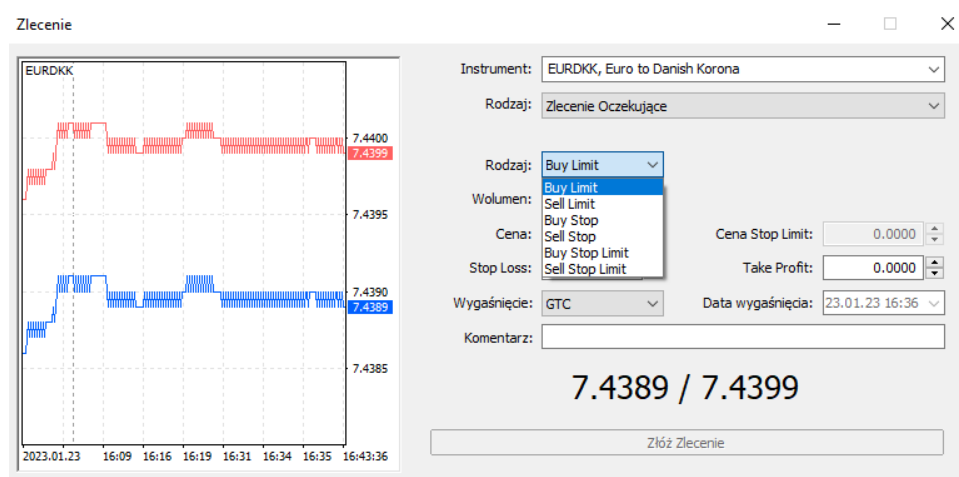 Zlecenie
EURDKK
7.4400
7.4399
7.4395
7.4390
7.4389
7.4385
2023.01.23 16:09 16:16 16:19 16:31 16:34 16:35 16:43:36
Instrument: EURDKK, Euro to Danish Korona
Rodzaj: Zlecenie Oczekujące
Rodzaj: Buy Limit
Buy Limit
Sell Limit
Buy Stop
Sell Stop
Buy Stop Limit
Sell Stop Limit
Wolumen:
Cena: Cena Stop Limit: 0.0000
Stop Loss: Take Profit: 0.0000
Wygaśnięcie: GTC Data wygaśnięcia: 23.01.23 16:36
Komentarz:
7.4389 / 7.4399
Złóż Zlecenie